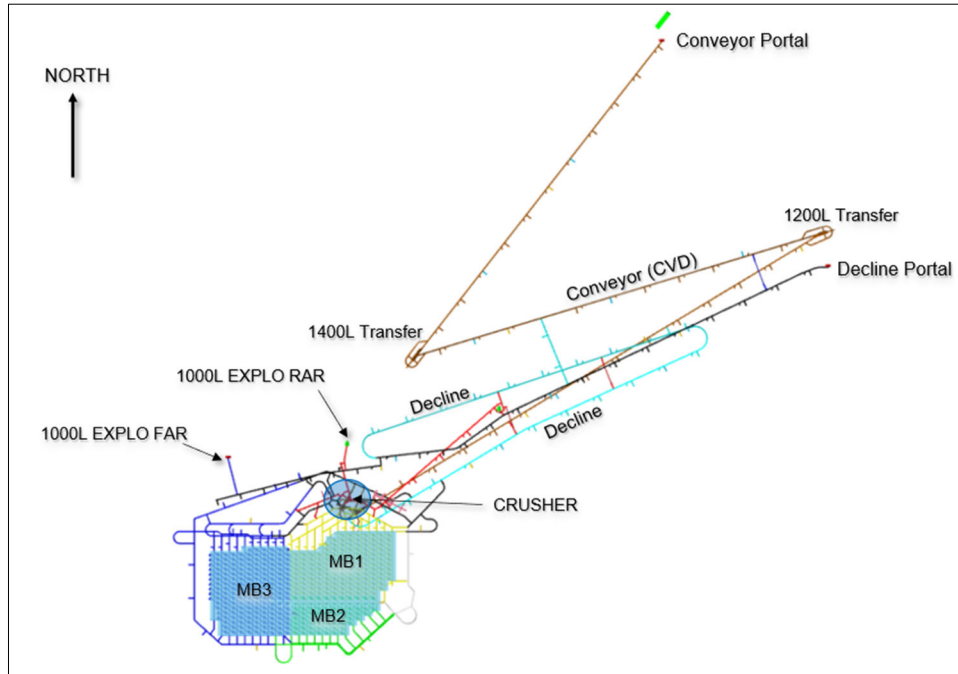 Conveyor Portal
NORTH
1200L Transfer
Conveyor (CVD)
Decline Portal
1400L Transfer
1000L EXPLO RAR
Decline
1000L EXPLO FAR
Decline
CRUSHER
MB1
MB3
MB2